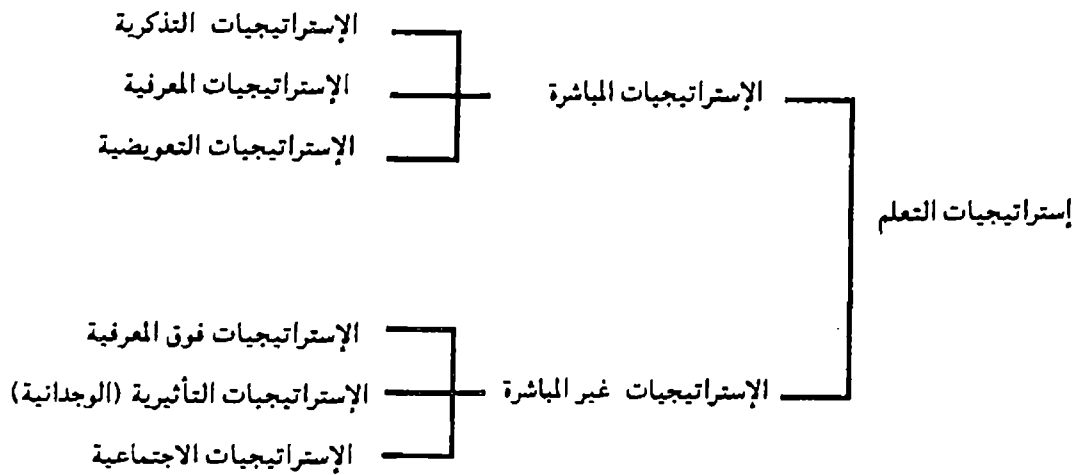 إستراتيجيات التعلم
الإستراتيجيات المباشرة
الإستراتيجيات التذكرية
الإستراتيجيات المعرفية
الإستراتيجيات التعويضية
الإستراتيجيات غير المباشرة
الإستراتيجيات فوق المعرفية
الإستراتيجيات التأثيرية (الوجدانية)
الإستراتيجيات الاجتماعية